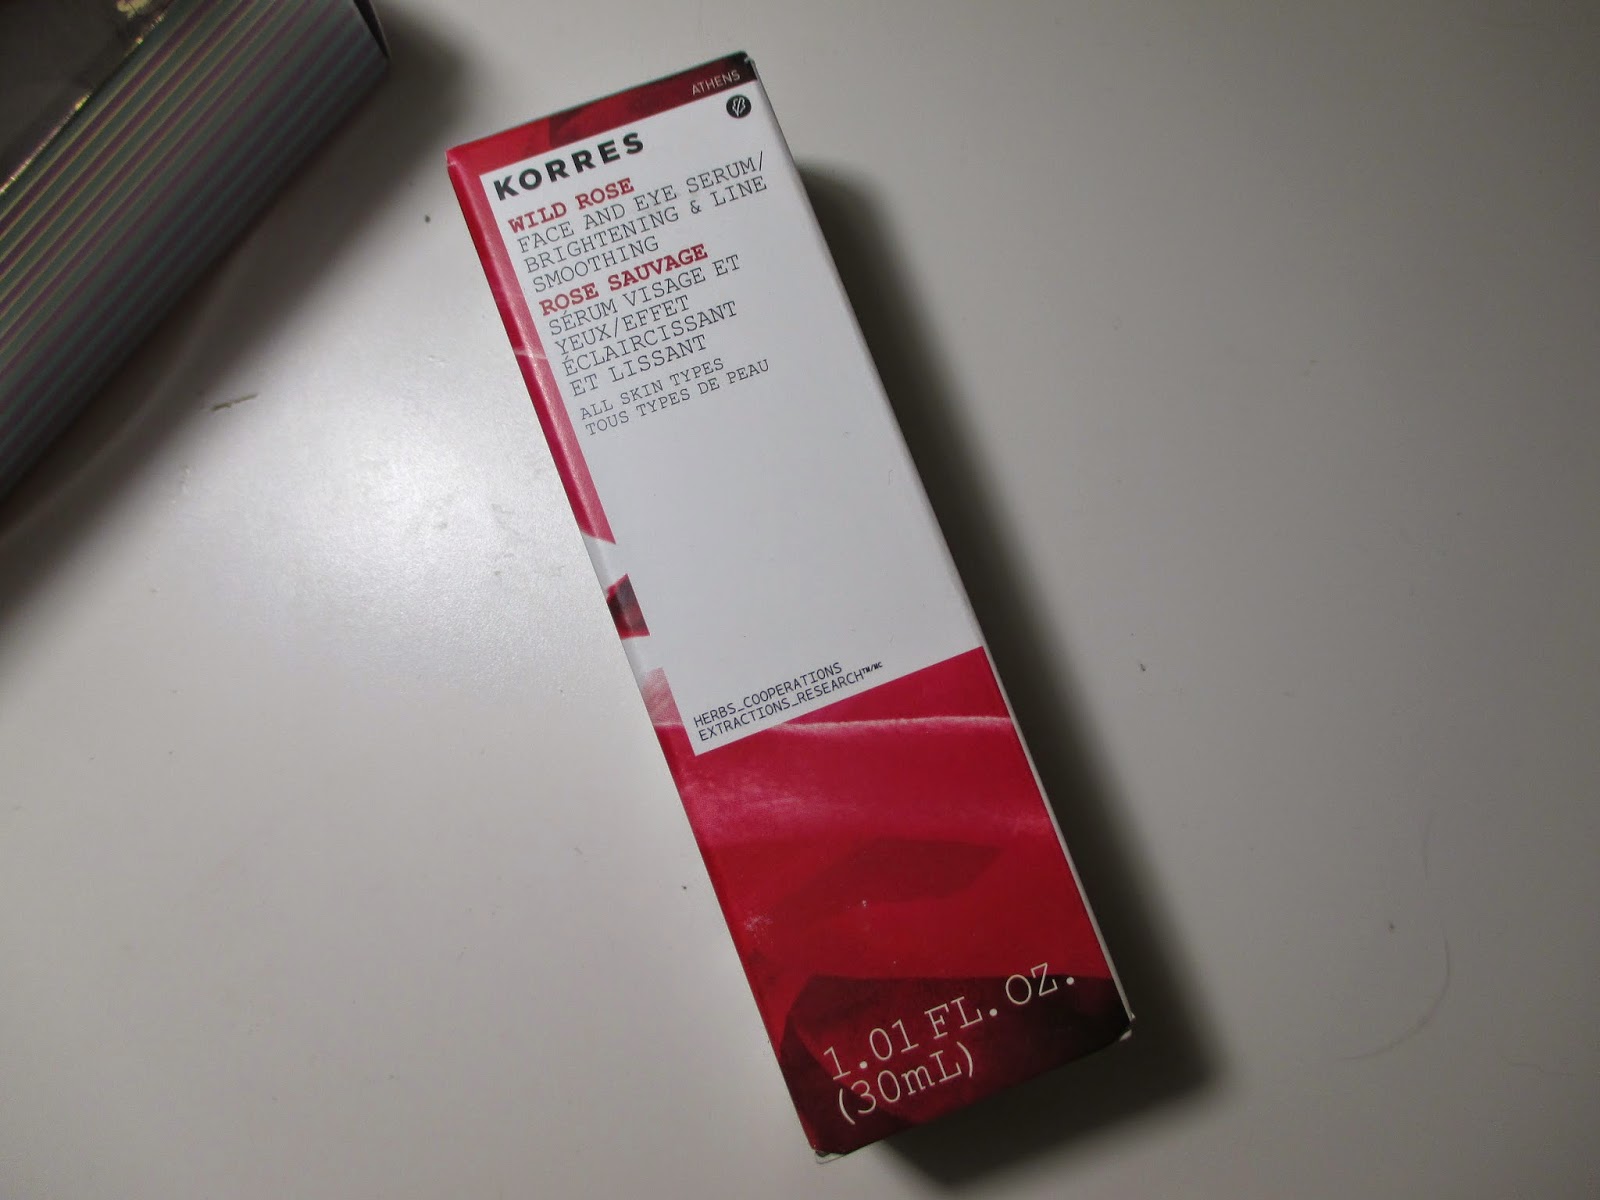 ATHENS
KORRES
WILD ROSE
FACE AND EYE SERUM/
BRIGHTENING & LINE
SMOOTHING
ROSE SAUVAGE
SÉRUM VISAGE ET
YEUX/EFFET
ÉCLAIRCISSANT
ET LISSANT
ALL SKIN TYPES
TOUS TYPES DE PEAU
HERBS_COOPERATIONS
EXTRACTIONS_RESEARCH™/MC
1.01 FL. OZ.
(30mL)